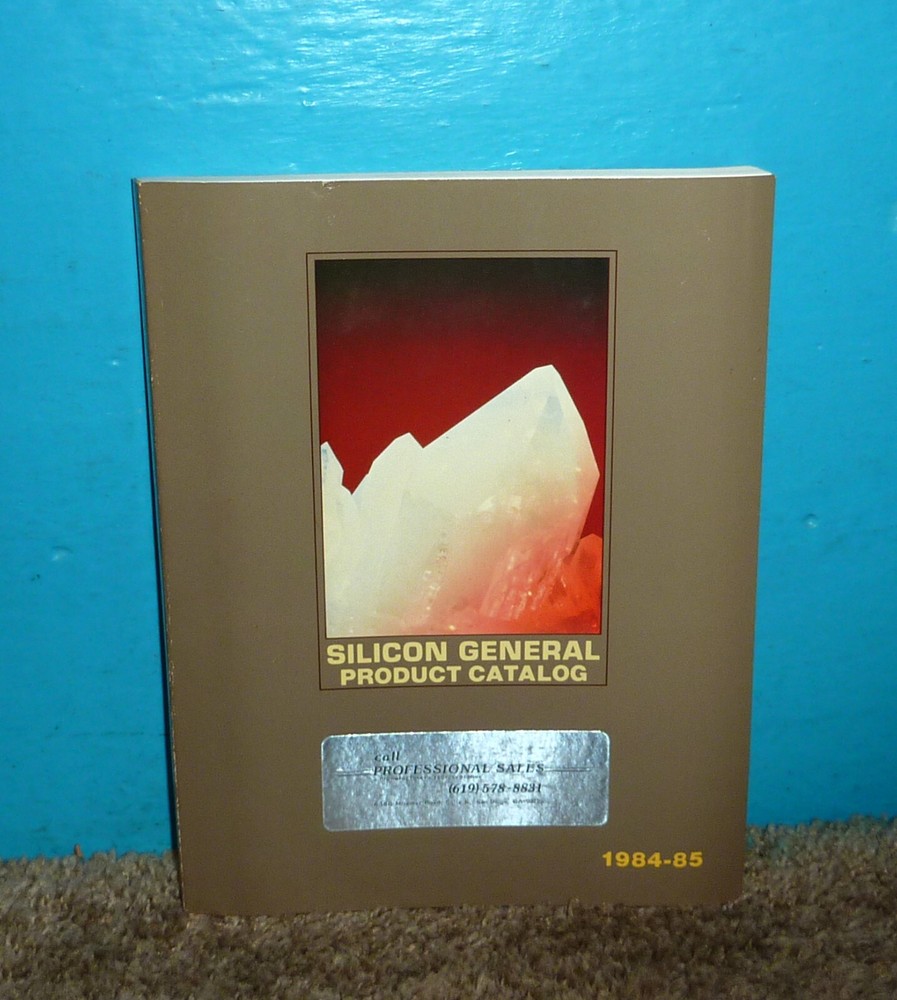 SILICON GENERAL
PRODUCT CATALOG
call
PROFESSIONAL SALES
(619) 578-8831
1984-85